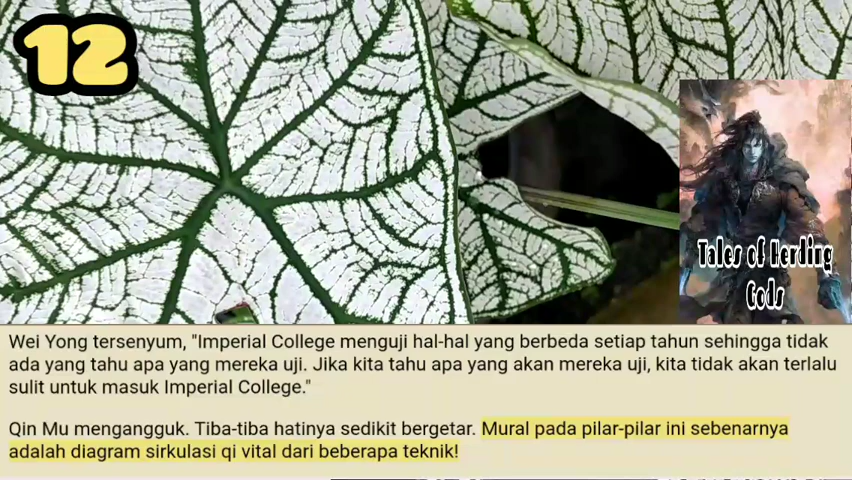 12
Tales of Herding
Gods
Wei Yong tersenyum, "Imperial College menguji hal-hal yang berbeda setiap tahun sehingga tidak
ada yang tahu apa yang mereka uji. Jika kita tahu apa yang akan mereka uji, kita tidak akan terlalu
sulit untuk masuk Imperial College."
Qin Mu mengangguk. Tiba-tiba hatinya sedikit bergetar. Mural pada pilar-pilar ini sebenarnya
adalah diagram sirkulasi qi vital dari beberapa teknik!